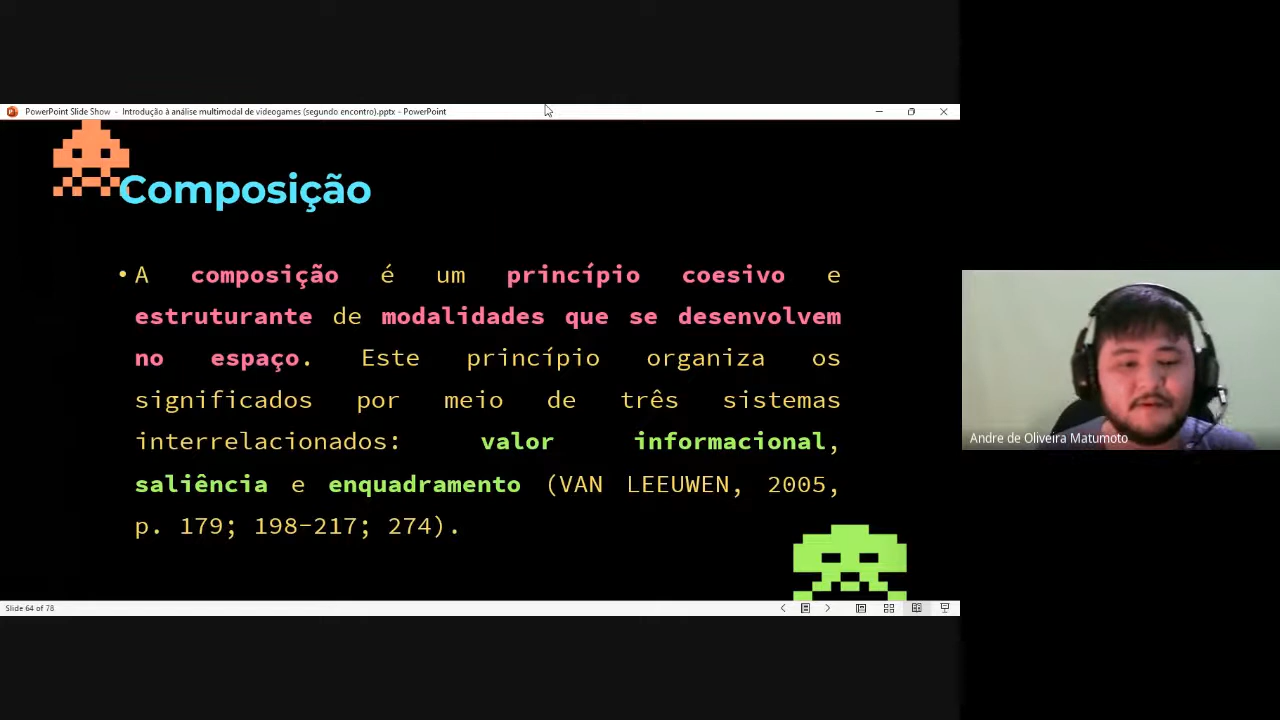 PowerPoint Slide Show - Introdução à análise multimodal de videogames (segundo encontro).pptx - PowerPoint
Composição
• A composição é um princípio coesivo e
estruturante de modalidades que se desenvolvem
no espaço. Este princípio organiza os
significados por meio de três sistemas
interrelacionados: valor informacional,
saliência e enquadramento (VAN LEEUWEN, 2005,
p. 179; 198-217; 274).
Andre de Oliveira Matumoto
Slide 64 of 78